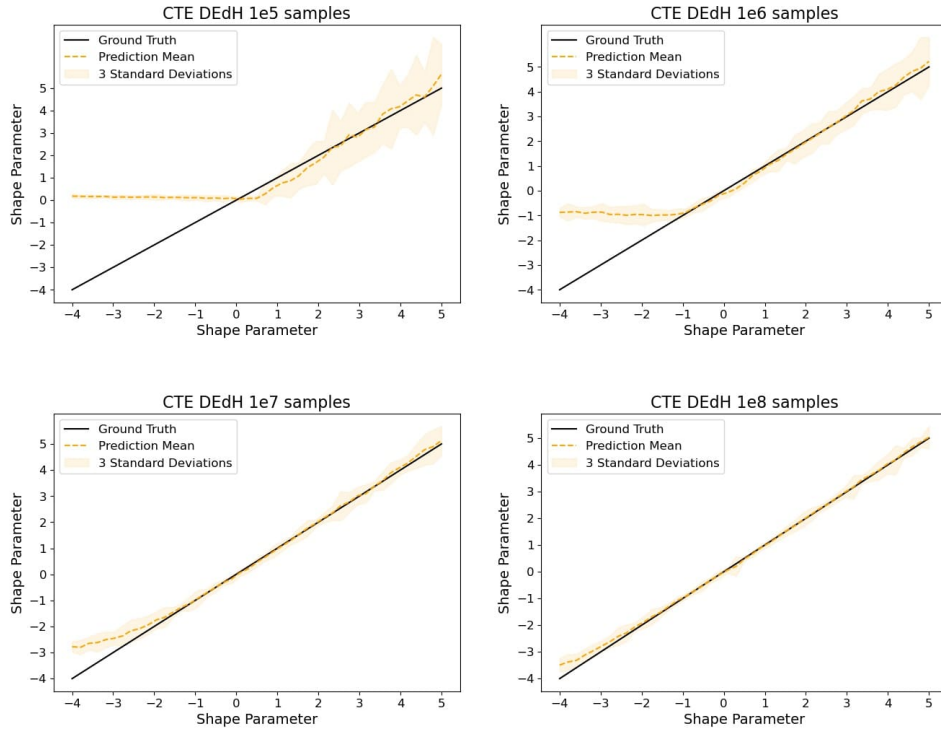 CTE DEdH 1e5 samples
Ground Truth
Prediction Mean
3 Standard Deviations
5
4
3
2
1
0
−1
−2
−3
−4
Shape Parameter
−4 −3 −2 −1 0 1 2 3 4 5
Shape Parameter
CTE DEdH 1e6 samples
Ground Truth
Prediction Mean
3 Standard Deviations
5
4
3
2
1
0
−1
−2
−3
−4
Shape Parameter
−4 −3 −2 −1 0 1 2 3 4 5
Shape Parameter
CTE DEdH 1e7 samples
Ground Truth
Prediction Mean
3 Standard Deviations
5
4
3
2
1
0
−1
−2
−3
−4
Shape Parameter
−4 −3 −2 −1 0 1 2 3 4 5
Shape Parameter
CTE DEdH 1e8 samples
Ground Truth
Prediction Mean
3 Standard Deviations
5
4
3
2
1
0
−1
−2
−3
−4
Shape Parameter
−4 −3 −2 −1 0 1 2 3 4 5
Shape Parameter